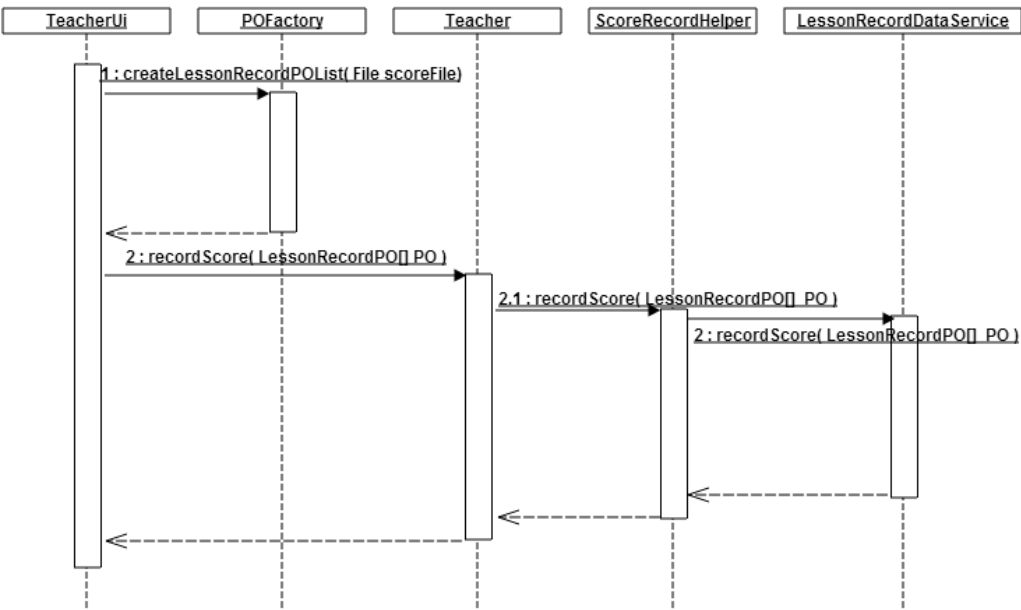 TeacherUi
POFactory
Teacher
ScoreRecordHelper
LessonRecordDataService
1 : createLessonRecordPOList( File scoreFile)
2 : recordScore( LessonRecordPO[] PO )
2.1 : recordScore( LessonRecordPO[] PO )
2 : recordScore( LessonRecordPO[] PO )